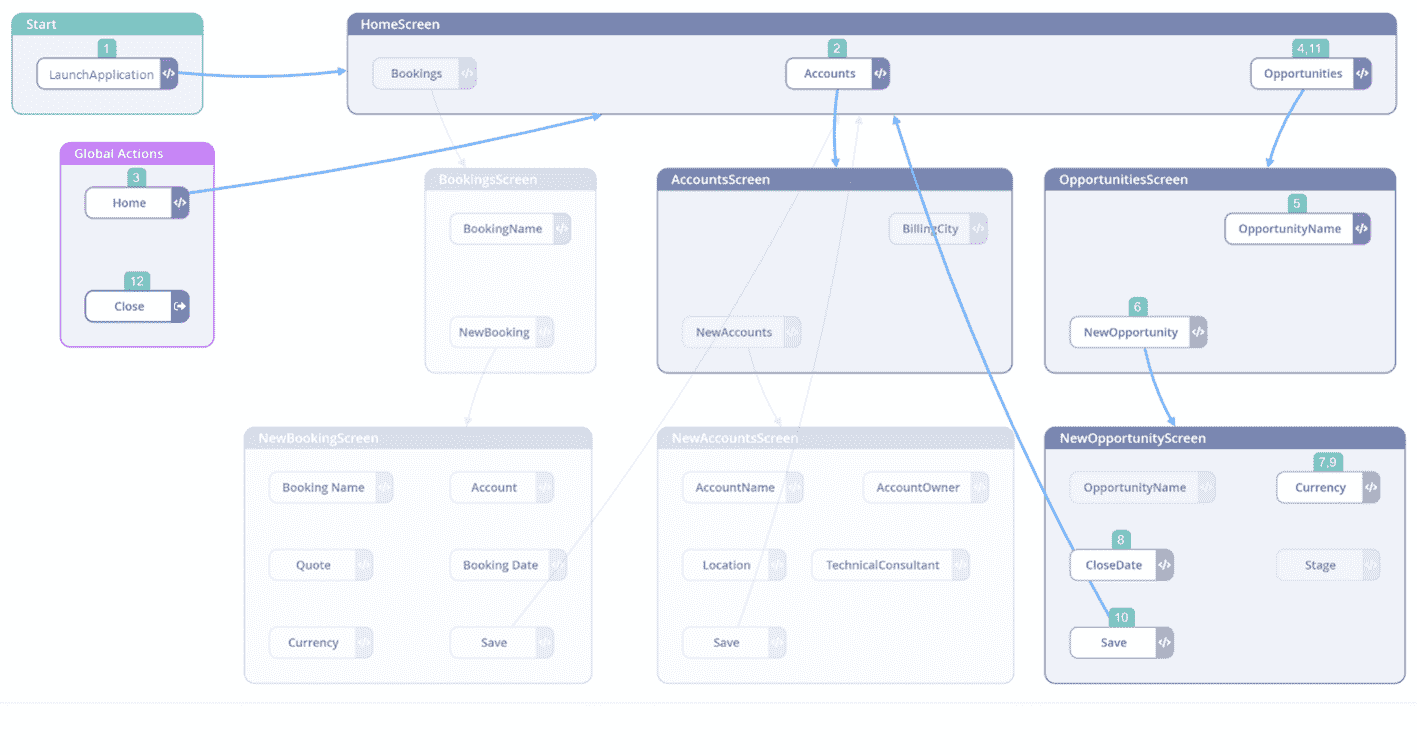 Start
1
LaunchApplication
HomeScreen
Bookings
2
Accounts
4,11
Opportunities
Global Actions
3
Home
12
Close
BookingsScreen
BookingName
NewBooking
AccountsScreen
BillingCity
NewAccounts
OpportunitiesScreen
5
OpportunityName
6
NewOpportunity
NewBookingScreen
Booking Name
Account
Quote
Booking Date
Currency
Save
NewAccountsScreen
AccountName
AccountOwner
Location
TechnicalConsultant
Save
NewOpportunityScreen
OpportunityName
7,9
Currency
8
CloseDate
Stage
10
Save